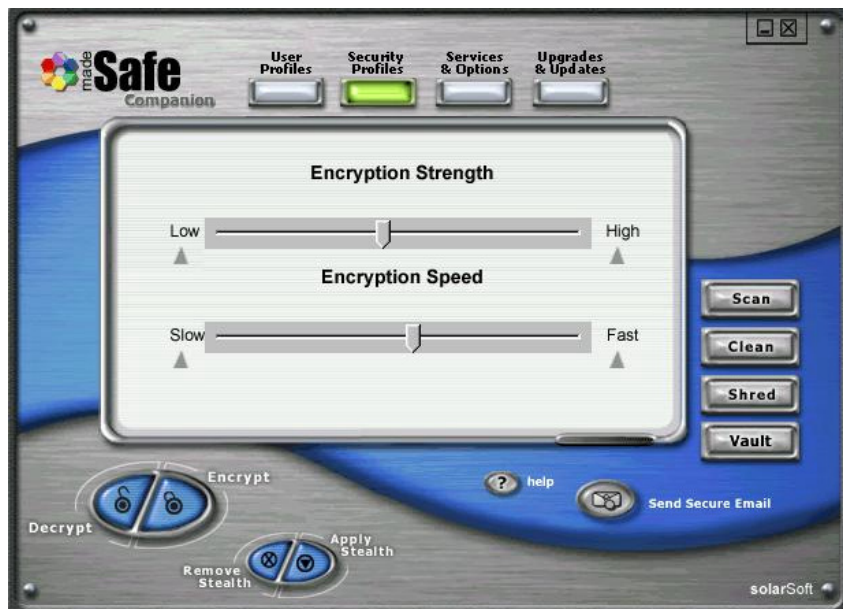 made
Safe
Companion
User
Profiles
Security
Profiles
Services
& Options
Upgrades
& Updates
Encryption Strength
Low
High
Encryption Speed
Slow
Fast
Scan
Clean
Shred
Vault
Encrypt
Decrypt
? help
Send Secure Email
Apply
Stealth
Remove
Stealth
solarSoft